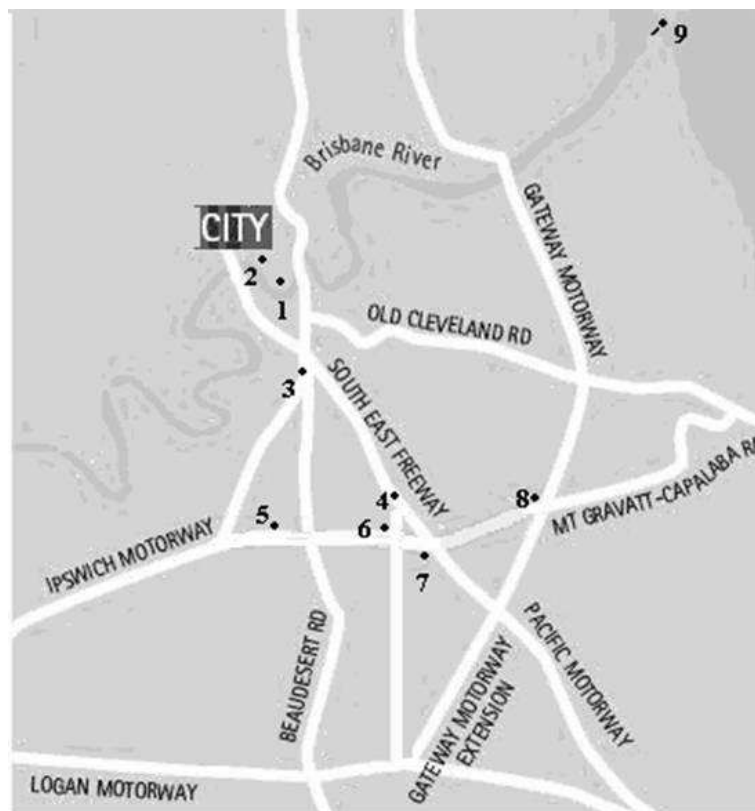 9
Brisbane River
GATEWAY MOTORWAY
CITY
2
1
OLD CLEVELAND RD
3
SOUTH EAST FREEWAY
4
8
5
6
MT GRAVATT-CAPALABA
IPSWICH MOTORWAY
7
BEAUDESERT RD
PACIFIC MOTORWAY
GATEWAY MOTORWAY
EXTENSION
LOGAN MOTORWAY